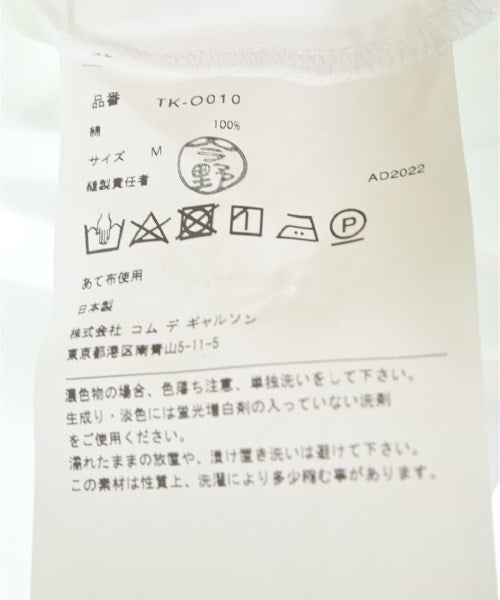 品番 TK-O010
綿 100%
サイズ M
縫製責任者
今野
AD2022
P
あて布使用
日本製
株式会社 コム デ ギャルソン
東京都港区南青山5-11-5
濃色物の場合、色落ち注意、単独洗いをして下さい。
生成り・淡色には蛍光増白剤の入っていない洗剤
をご使用ください。
濡れたままの放置や、漬け置き洗いは避けて下さい。
この素材は性質上、洗濯により多少縮む事があります。